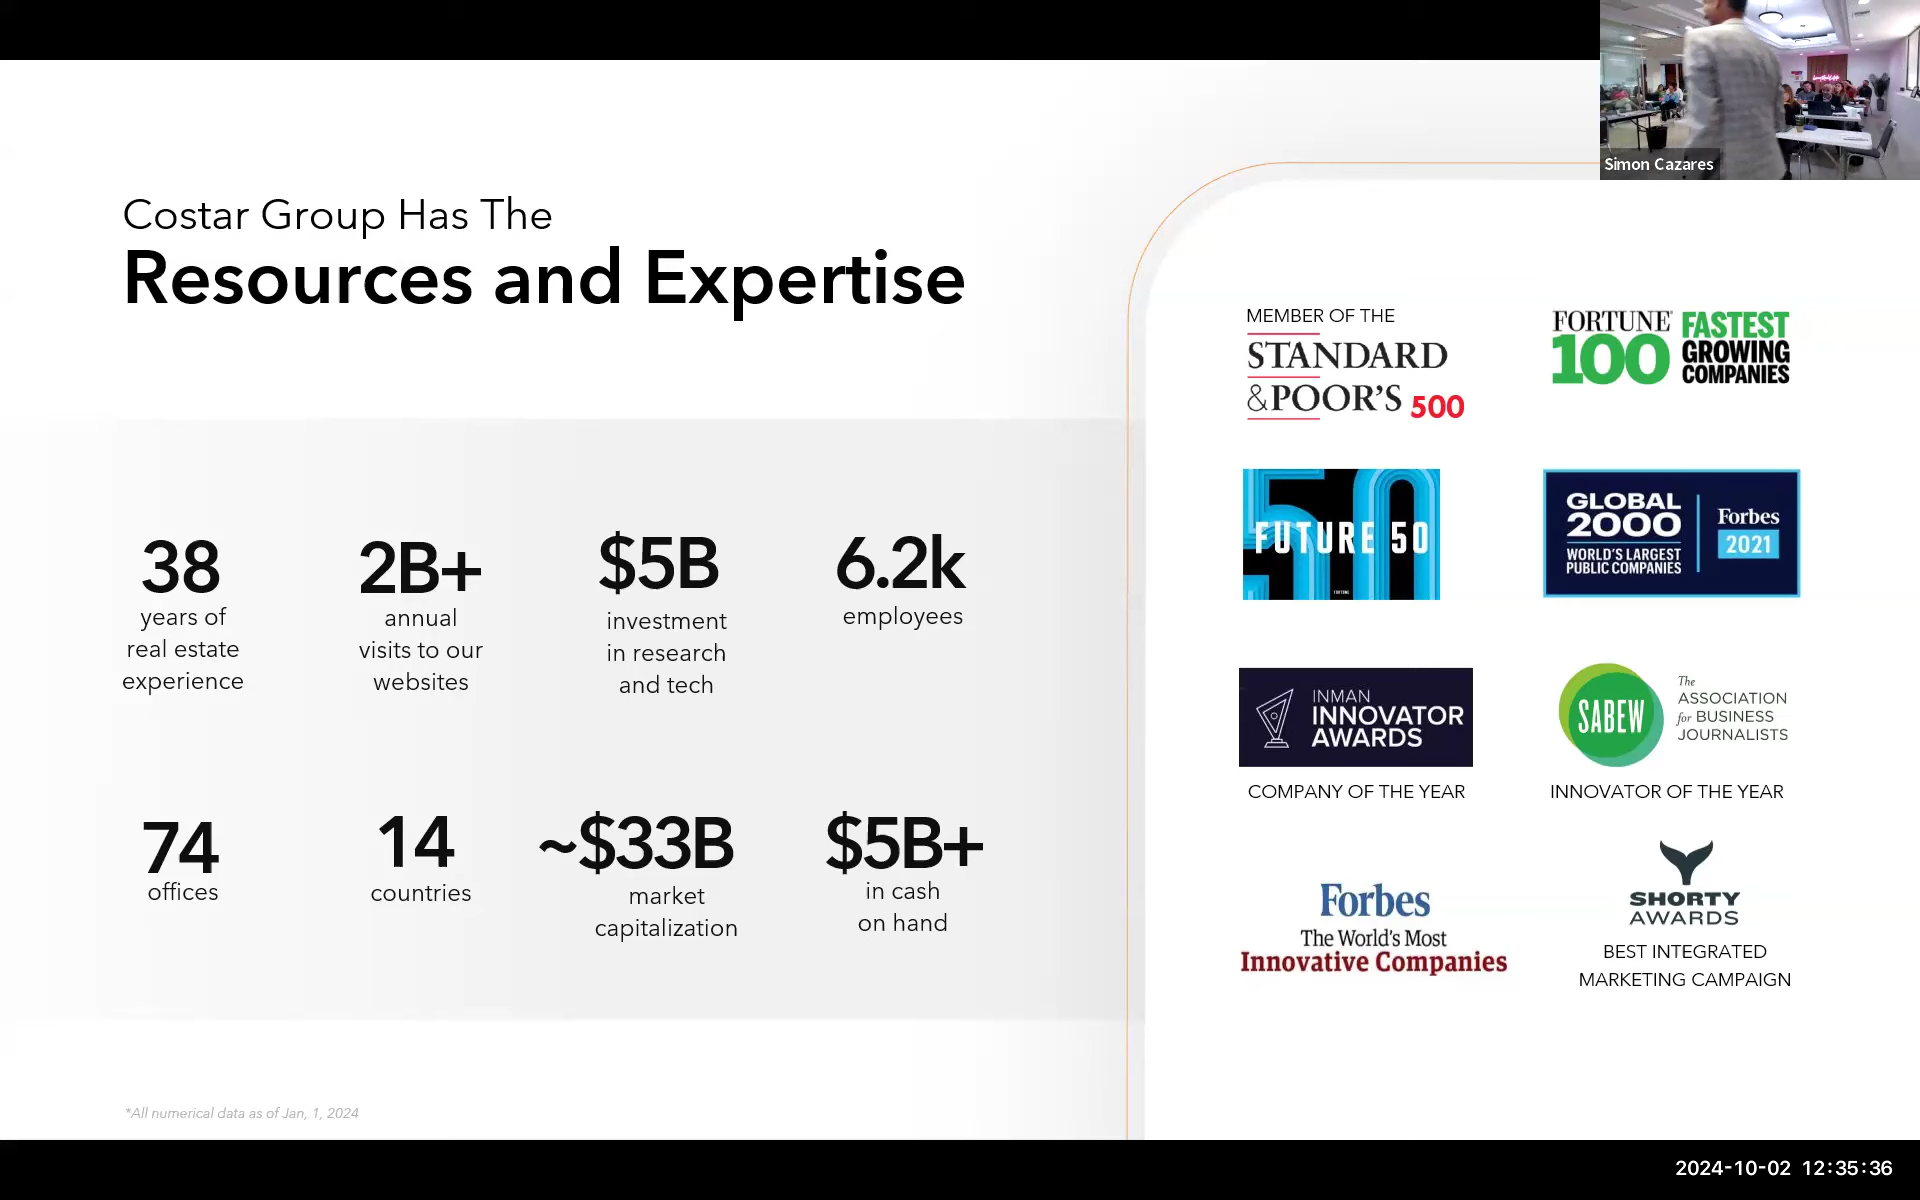 Simon Cazares
Costar Group Has The
Resources and Expertise
38
years of
real estate
experience
2B+
annual
visits to our
websites
$5B
investment
in research
and tech
6.2k
employees
74
offices
14
countries
~$33B
market
capitalization
$5B+
in cash
on hand
*All numerical data as of Jan, 1, 2024
MEMBER OF THE
STANDARD
&POOR'S 500
FORTUNE
100
FASTEST
GROWING
COMPANIES
50
FUTURE 50
FORTUNE
GLOBAL
2000
WORLD'S LARGEST
PUBLIC COMPANIES
Forbes
2021
INMAN
INNOVATOR
AWARDS
COMPANY OF THE YEAR
SABEW
The
ASSOCIATION
for BUSINESS
JOURNALISTS
INNOVATOR OF THE YEAR
Forbes
The World's Most
Innovative Companies
SHORTY
AWARDS
BEST INTEGRATED
MARKETING CAMPAIGN
2024-10-02 12:35:36